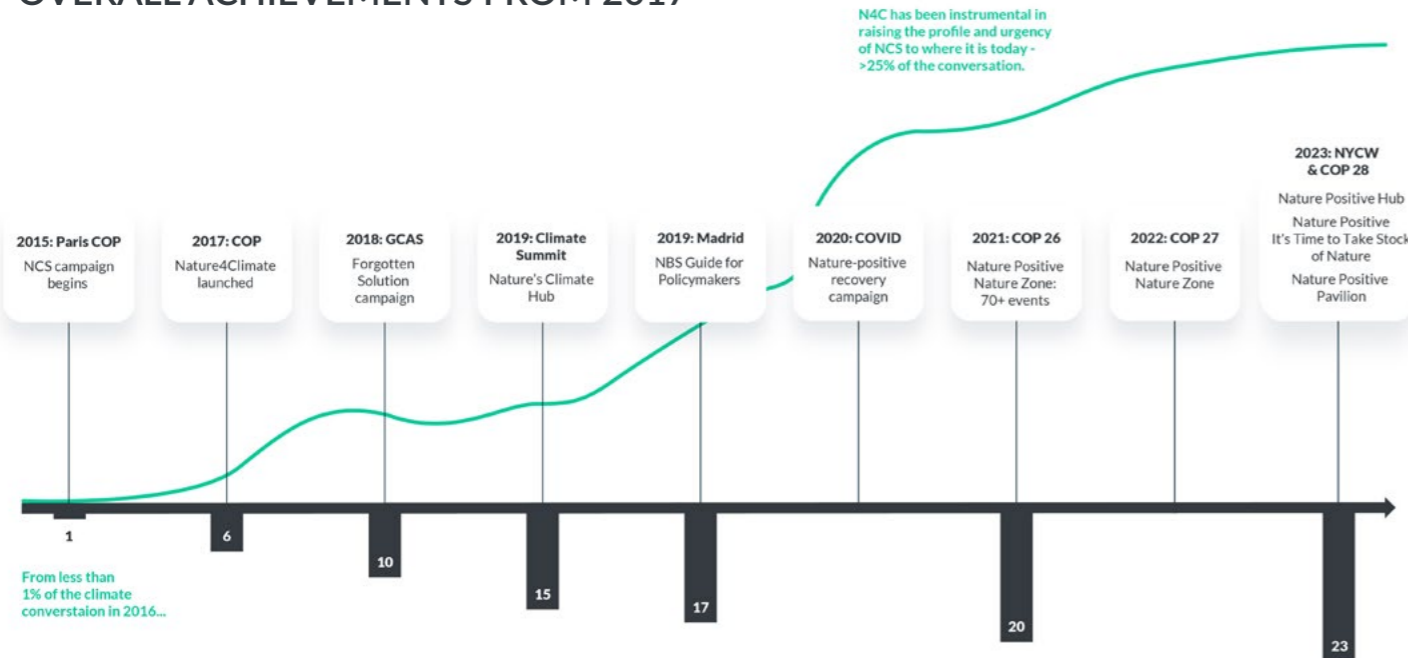 OVERALL ACHIEVEMENTS FROM 2017
N4C has been instrumental in
raising the profile and urgency
of NCS to where it is today -
>25% of the conversation.
2015: Paris COP
NCS campaign
begins
2017: COP
Nature4Climate
launched
2018: GCAS
Forgotten
Solution
campaign
2019: Climate
Summit
Nature's Climate
Hub
2019: Madrid
NBS Guide for
Policymakers
2020: COVID
Nature-positive
recovery
campaign
2021: COP 26
Nature Positive
Nature Zone:
70+ events
2022: COP 27
Nature Positive
Nature Zone
2023: NYCW
& COP 28
Nature Positive Hub
Nature Positive
It's Time to Take Stock
of Nature
Nature Positive
Pavilion
1
6
10
15
17
20
23
From less than
1% of the climate
converstaion in 2016...